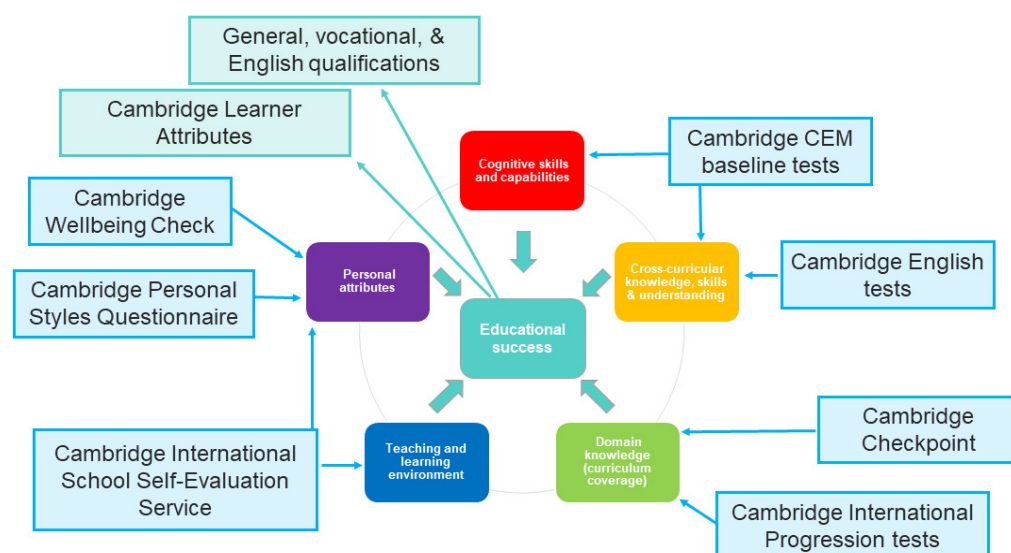 General, vocational, &
English qualifications
Cambridge Learner
Attributes
Cognitive skills
and capabilities
Cambridge CEM
baseline tests
Cambridge
Wellbeing Check
Personal
attributes
Cross-curricular
knowledge, skills
& understanding
Cambridge English
tests
Cambridge Personal
Styles Questionnaire
Educational
success
Cambridge International
School Self-Evaluation
Service
Teaching and
learning
environment
Domain
knowledge
(curriculum
coverage)
Cambridge
Checkpoint
Cambridge International
Progression tests